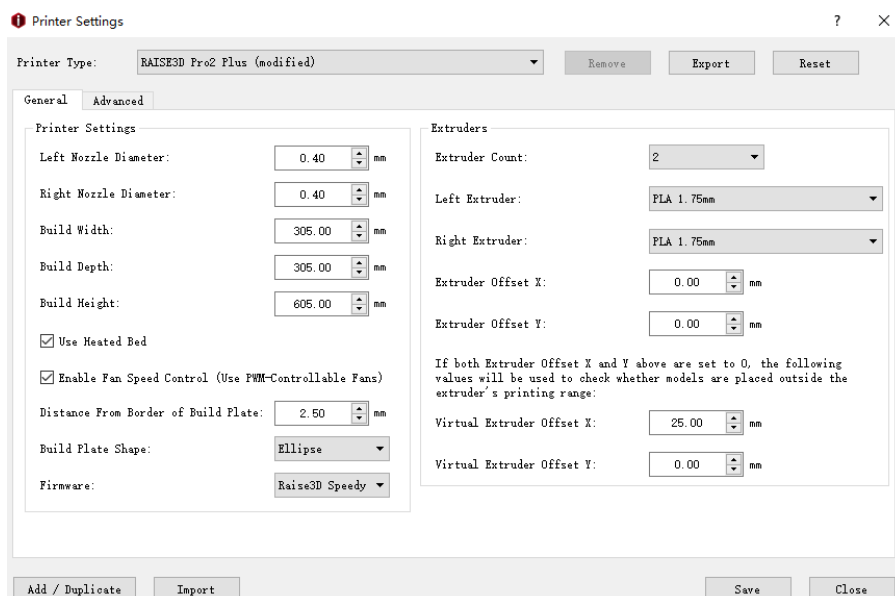 Printer Settings
?
Printer Type:
RAISE3D Pro2 Plus (modified)
Remove
Export
Reset
General
Advanced
Printer Settings
Left Nozzle Diameter:
0.40
mm
Right Nozzle Diameter:
0.40
mm
Build Width:
305.00
mm
Build Depth:
305.00
mm
Build Height:
605.00
mm
Use Heated Bed
Enable Fan Speed Control (Use PWM-Controllable Fans)
Distance From Border of Build Plate:
2.50
mm
Build Plate Shape:
Ellipse
Firmware:
Raise3D Speedy
Extruders
Extruder Count:
2
Left Extruder:
PLA 1.75mm
Right Extruder:
PLA 1.75mm
Extruder Offset X:
0.00
mm
Extruder Offset Y:
0.00
mm
If both Extruder Offset X and Y above are set to 0, the following
values will be used to check whether models are placed outside the
extruder's printing range:
Virtual Extruder Offset X:
25.00
mm
Virtual Extruder Offset Y:
0.00
mm
Add / Duplicate
Import
Save
Close